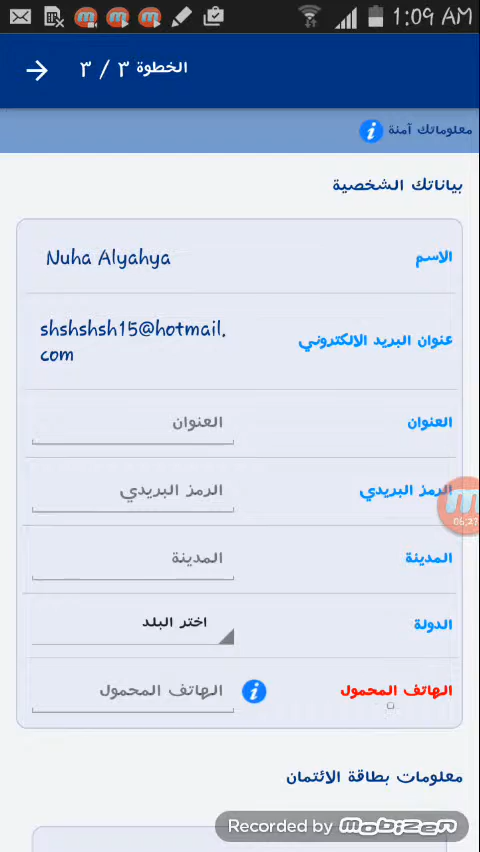 1:09 AM
الخطوة ٣ / ٣
معلوماتك آمنة
بياناتك الشخصية
الاسم
Nuha Alyahya
عنوان البريد الالكتروني
shshshsh15@hotmail.
com
العنوان
العنوان
الرمز البريدي
الرمز البريدي
05:27
المدينة
المدينة
الدولة
اختر البلد
الهاتف المحمول
الهاتف المحمول
معلومات بطاقة الائتمان
Recorded by mobizen